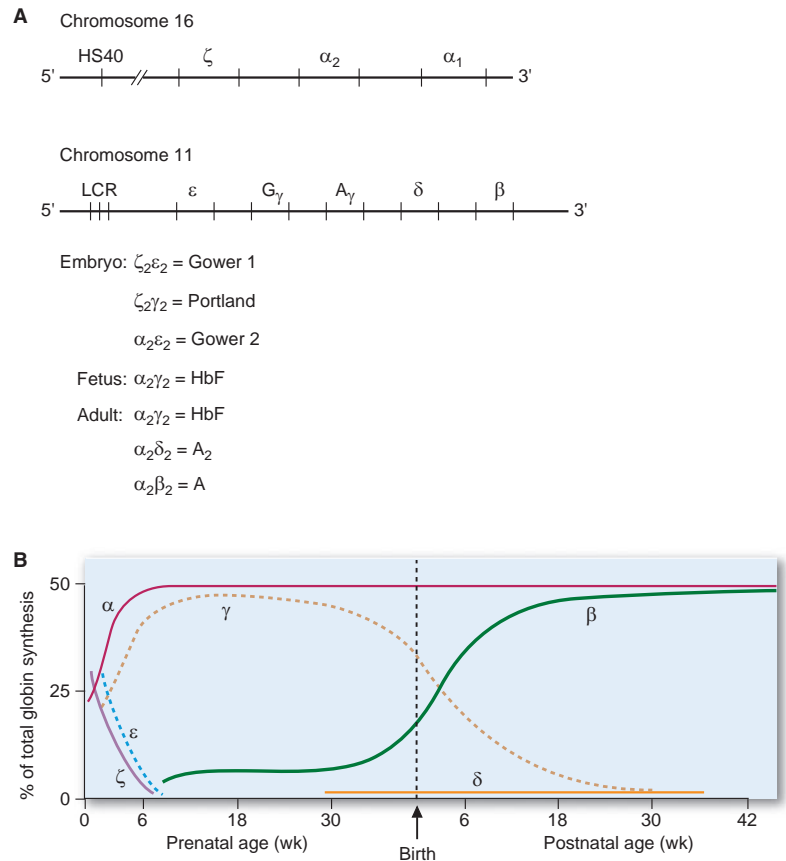 A
Chromosome 16
HS40 ζ α2 α1
5' 3'
Chromosome 11
LCR ε Gγ Aγ δ β
5' 3'
Embryo: ζ2ε2 = Gower 1
ζ2γ2 = Portland
α2ε2 = Gower 2
Fetus: α2γ2 = HbF
Adult: α2γ2 = HbF
α2δ2 = A2
α2β2 = A
B
% of total globin synthesis
50
25
0
α
γ
β
ε
ζ
δ
0 6 18 30 6 18 30 42
Prenatal age (wk) Postnatal age (wk)
Birth